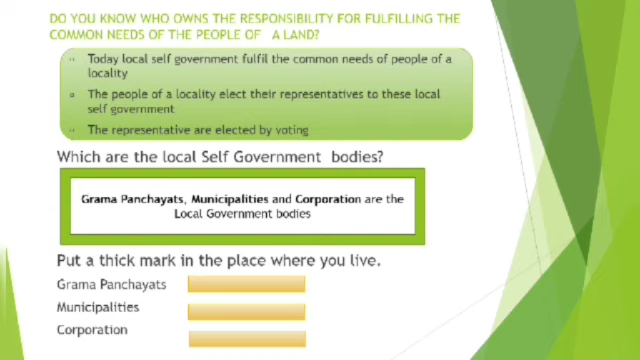 DO YOU KNOW WHO OWNS THE RESPONSIBILITY FOR FULFILLING THE
COMMON NEEDS OF THE PEOPLE OF A LAND?
Today local self government fulfil the common needs of people of a
locality
The people of a locality elect their representatives to these local
self government
The representative are elected by voting
Which are the local Self Government bodies?
Grama Panchayats, Municipalities and Corporation are the
Local Government bodies
Put a thick mark in the place where you live.
Grama Panchayats
Municipalities
Corporation